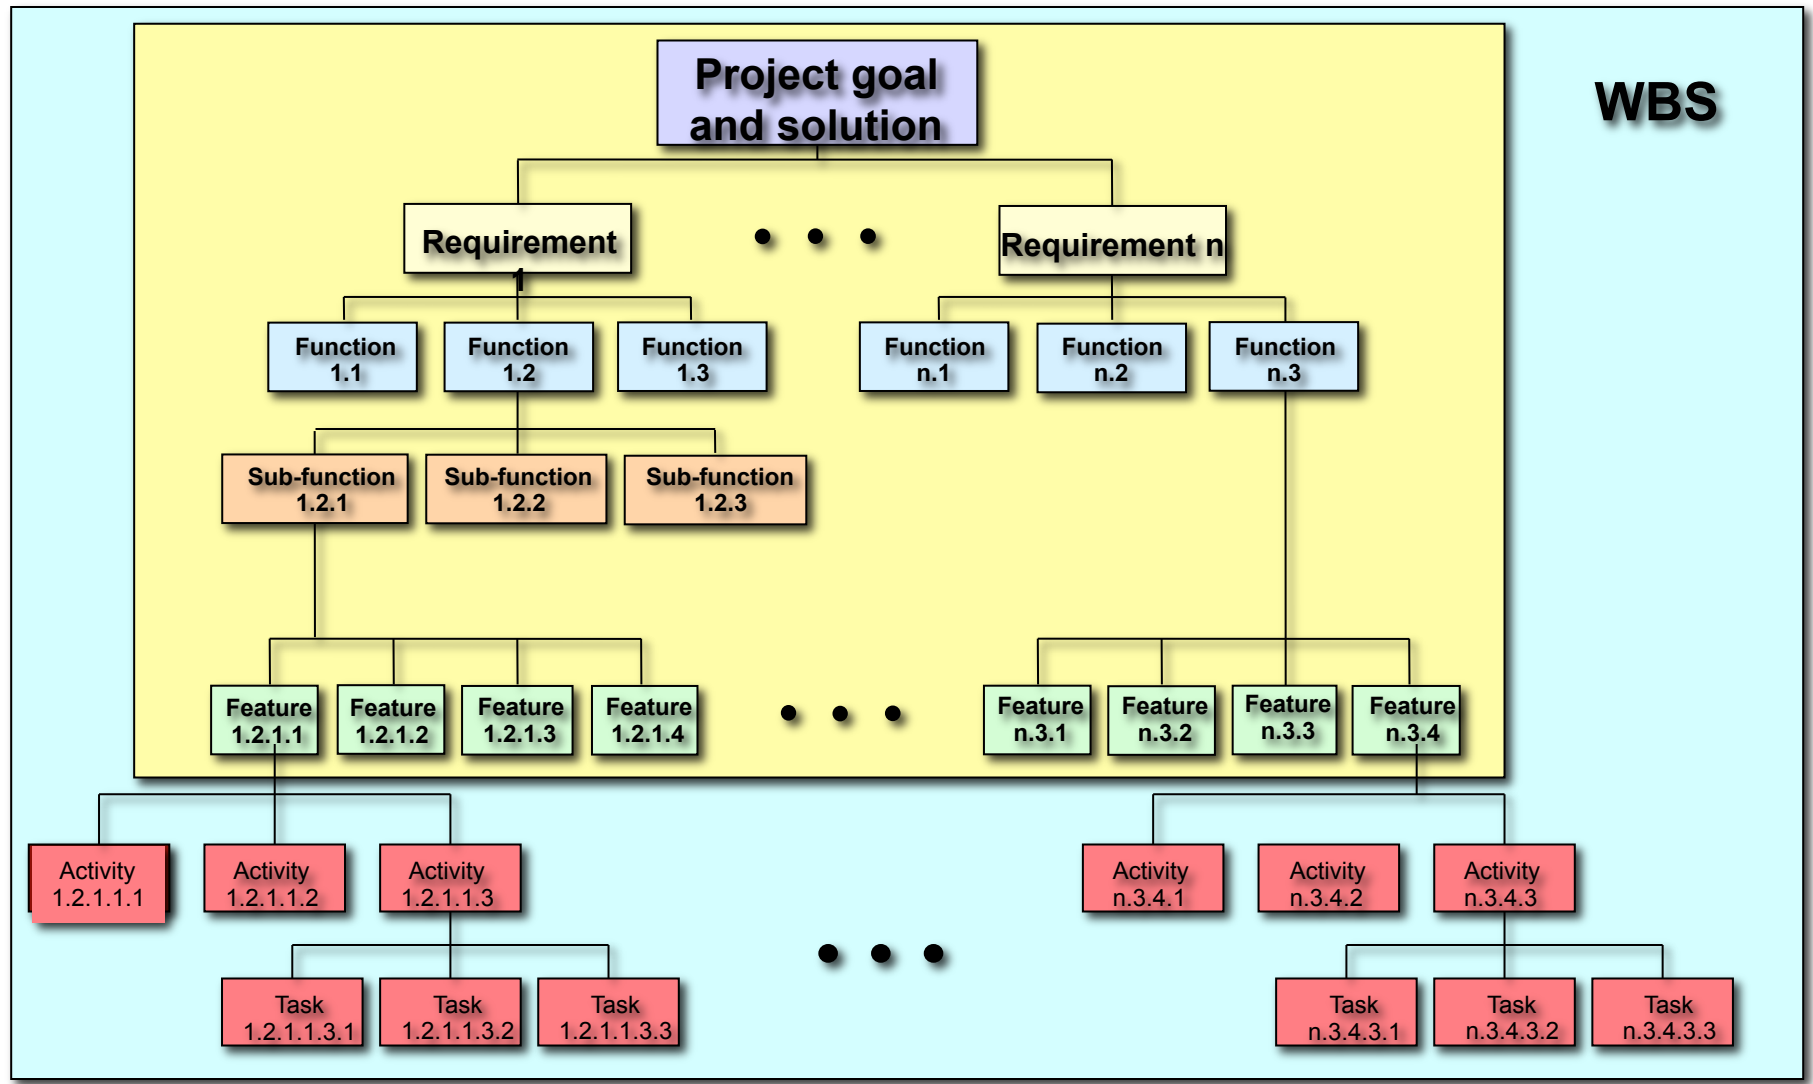 Project goal
and solution
WBS
Requirement
1
Requirement n
Function
1.1
Function
1.2
Function
1.3
Function
n.1
Function
n.2
Function
n.3
Sub-function
1.2.1
Sub-function
1.2.2
Sub-function
1.2.3
Feature
1.2.1.1
Feature
1.2.1.2
Feature
1.2.1.3
Feature
1.2.1.4
Feature
n.3.1
Feature
n.3.2
Feature
n.3.3
Feature
n.3.4
Activity
1.2.1.1.1
Activity
1.2.1.1.2
Activity
1.2.1.1.3
Activity
n.3.4.1
Activity
n.3.4.2
Activity
n.3.4.3
Task
1.2.1.1.3.1
Task
1.2.1.1.3.2
Task
1.2.1.1.3.3
Task
n.3.4.3.1
Task
n.3.4.3.2
Task
n.3.4.3.3